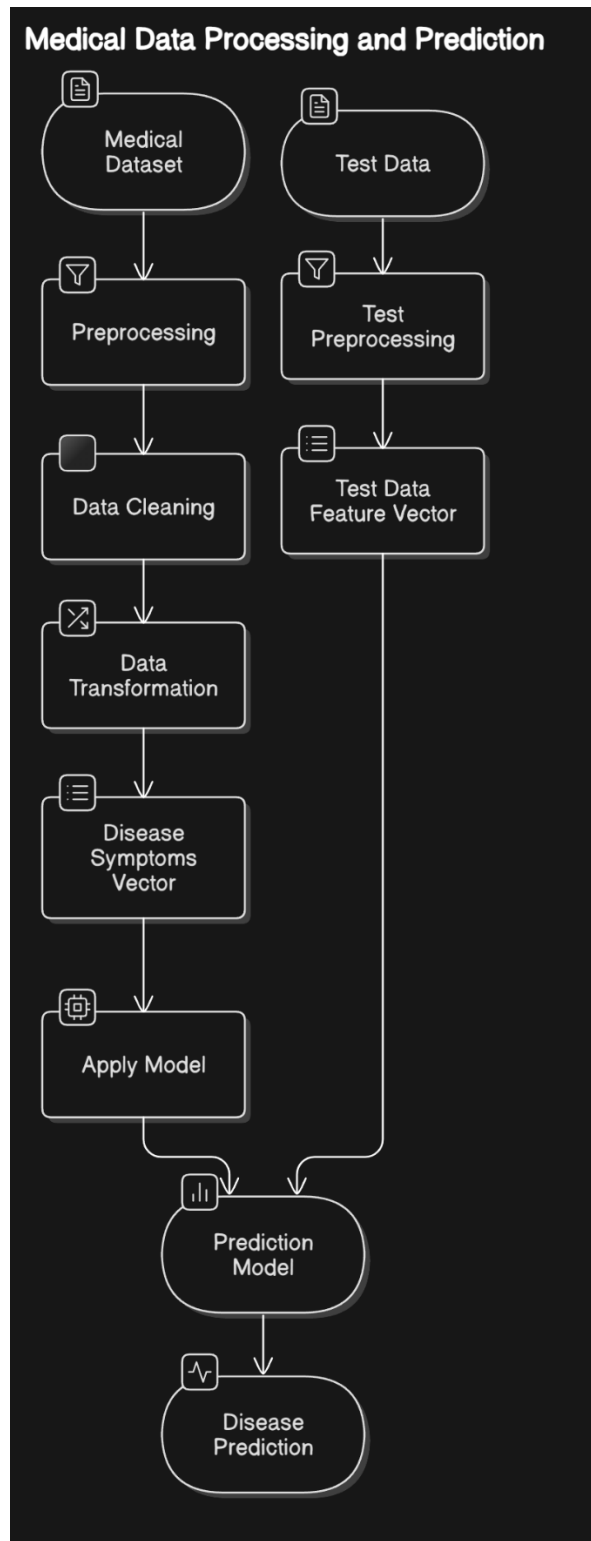 Medical Data Processing and Prediction
Medical
Dataset
Test Data
Preprocessing
Test
Preprocessing
Data Cleaning
Test Data
Feature Vector
Data
Transformation
Disease
Symptoms
Vector
Apply Model
Prediction
Model
Disease
Prediction